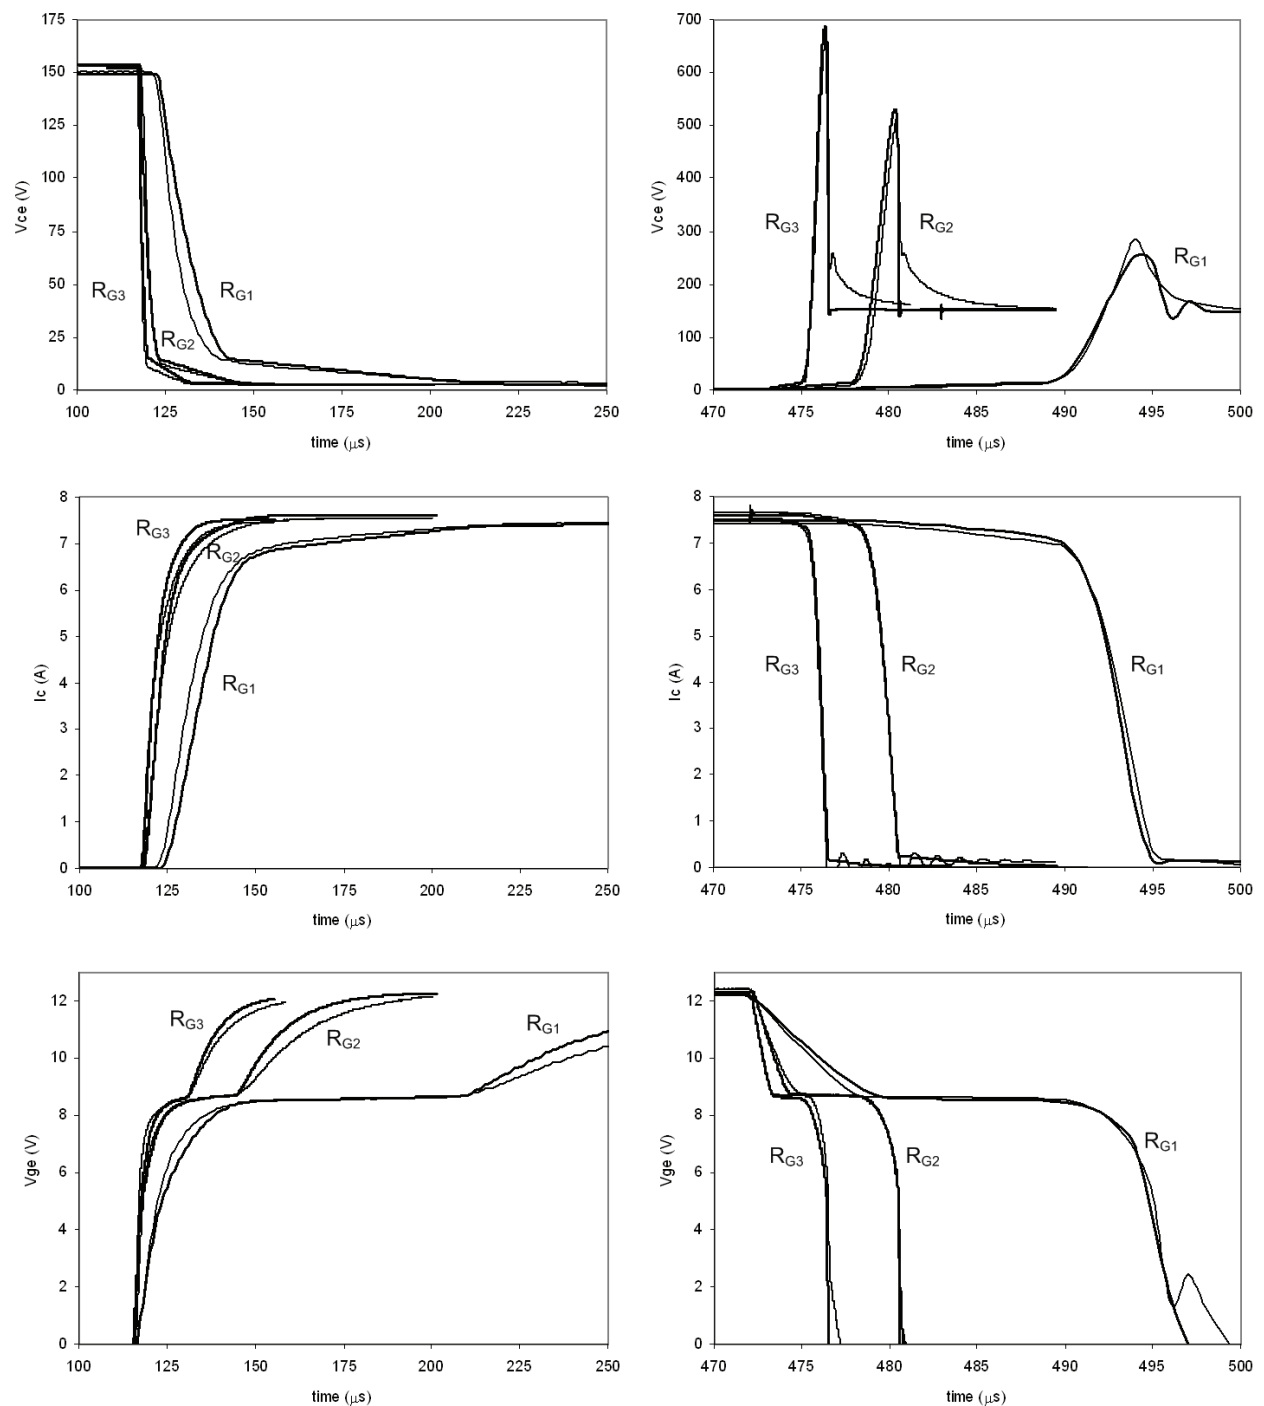 175
150
125
100
75
50
25
0
Vce (V)
RG3
RG2
RG1
100 125 150 175 200 225 250
time (μs)
700
600
500
400
300
200
100
0
Vce (V)
RG3
RG2
RG1
470 475 480 485 490 495 500
time (μs)
8
7
6
5
4
3
2
1
0
Ic (A)
RG3
RG2
RG1
100 125 150 175 200 225 250
time (μs)
8
7
6
5
4
3
2
1
0
Ic (A)
RG3
RG2
RG1
470 475 480 485 490 495 500
time (μs)
12
10
8
6
4
2
0
Vge (V)
RG3
RG2
RG1
100 125 150 175 200 225 250
time (μs)
12
10
8
6
4
2
0
Vge (V)
RG3
RG2
RG1
470 475 480 485 490 495 500
time (μs)